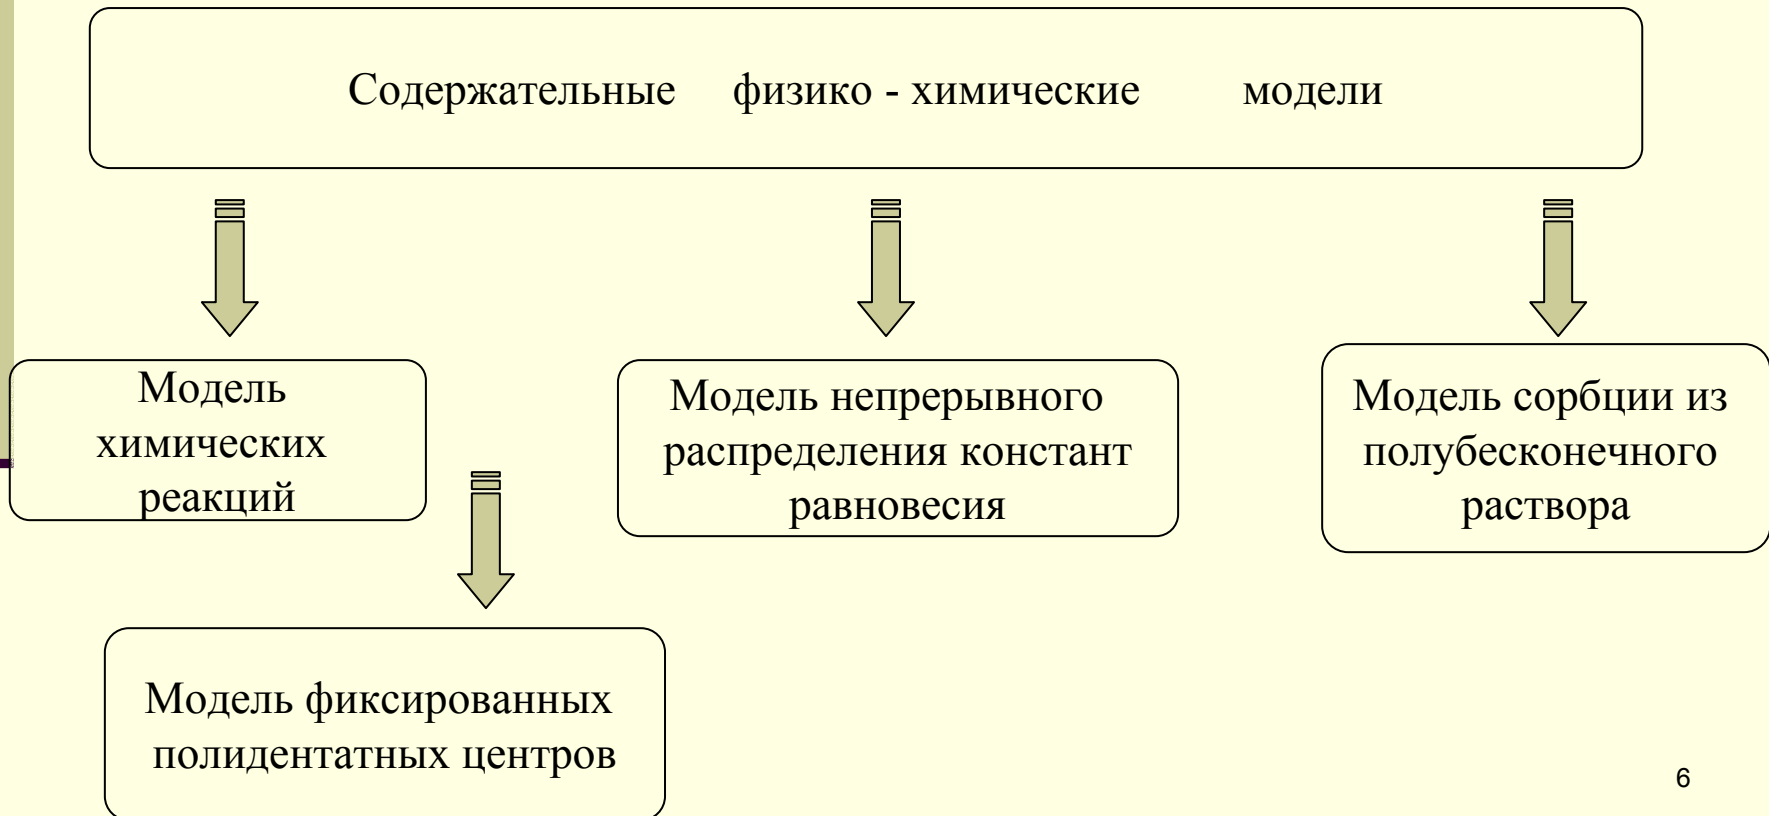 Содержательные физико - химические модели
Модель
химических
реакций
Модель непрерывного
распределения констант
равновесия
Модель сорбции из
полубесконечного
раствора
Модель фиксированных
полидентатных центров
6